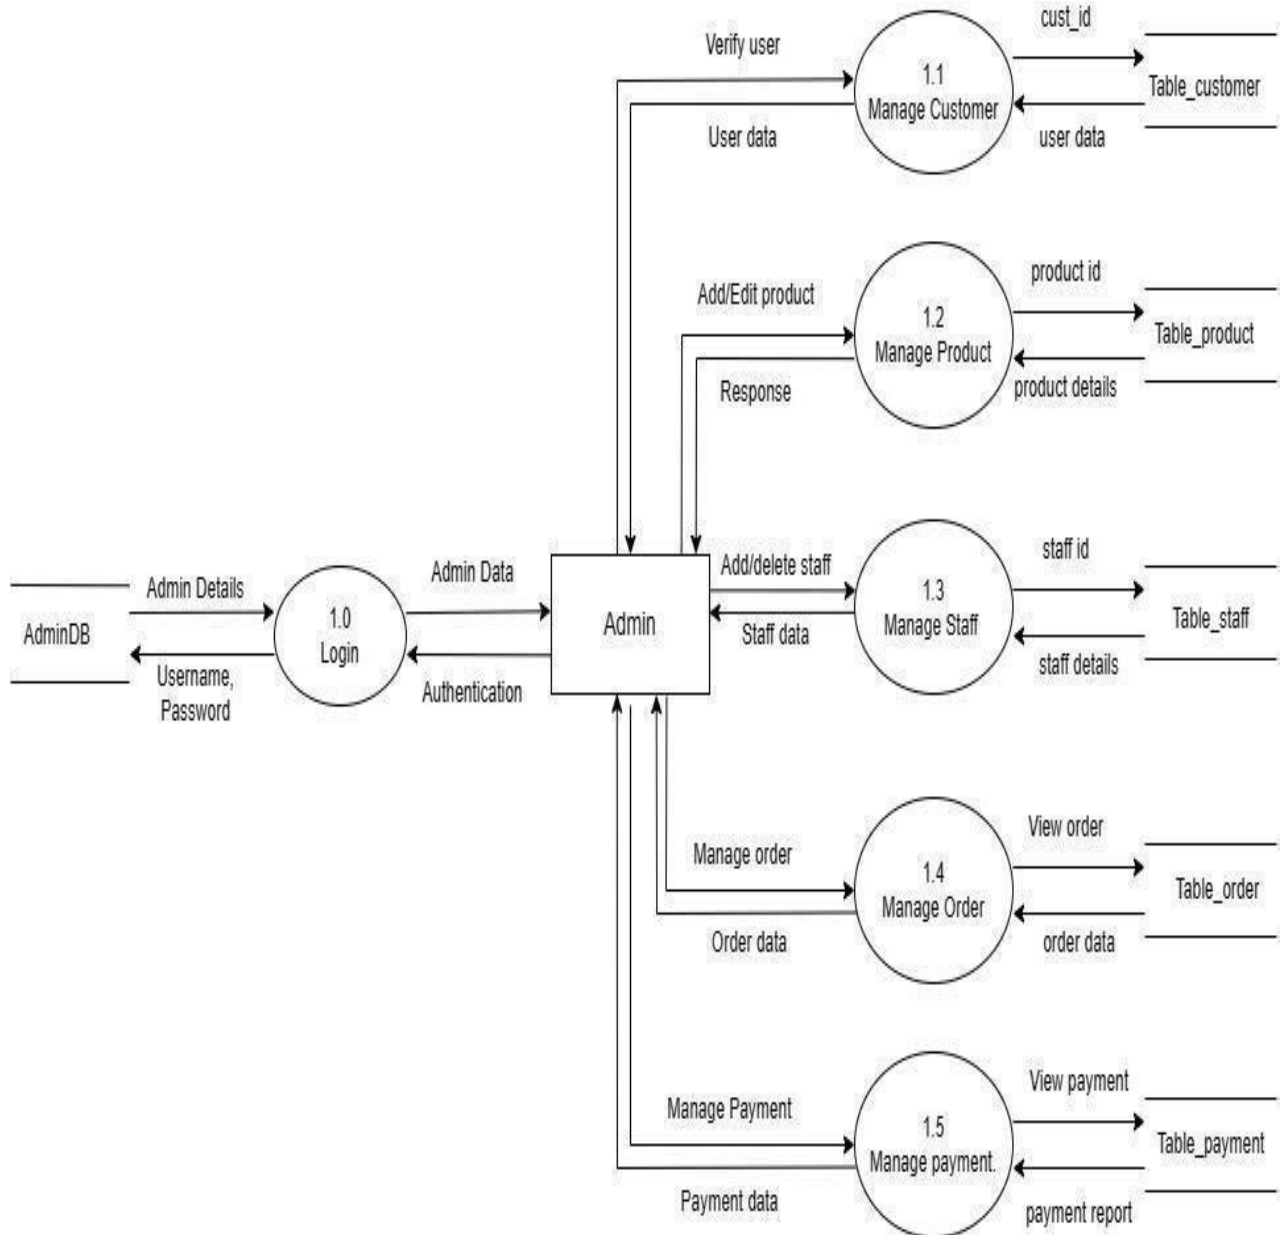 cust_id
Verify user
1.1
Manage Customer
Table_customer
User data
user data
product id
Add/Edit product
1.2
Manage Product
Table_product
Response
product details
staff id
Add/delete staff
Admin Data
Admin Details
1.3
Manage Staff
Table_staff
1.0
Login
AdminDB
Admin
Staff data
staff details
Username,
Password
Authentication
View order
Manage order
1.4
Manage Order
Table_order
Order data
order data
View payment
Manage Payment
1.5
Manage payment.
Table_payment
Payment data
payment report